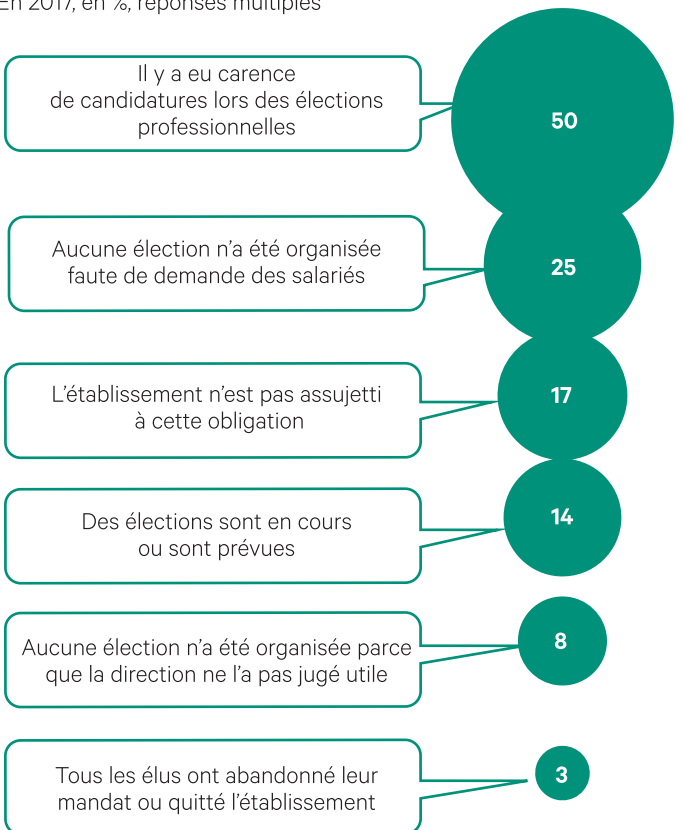 En 2017, en %, réponses multiples
Il y a eu carence
de candidatures lors des élections
professionnelles
50
Aucune élection n’a été organisée
faute de demande des salariés
25
L’établissement n’est pas assujetti
à cette obligation
17
Des élections sont en cours
ou sont prévues
14
Aucune élection n’a été organisée parce
que la direction ne l’a pas jugé utile
8
Tous les élus ont abandonné leur
mandat ou quitté l’établissement
3